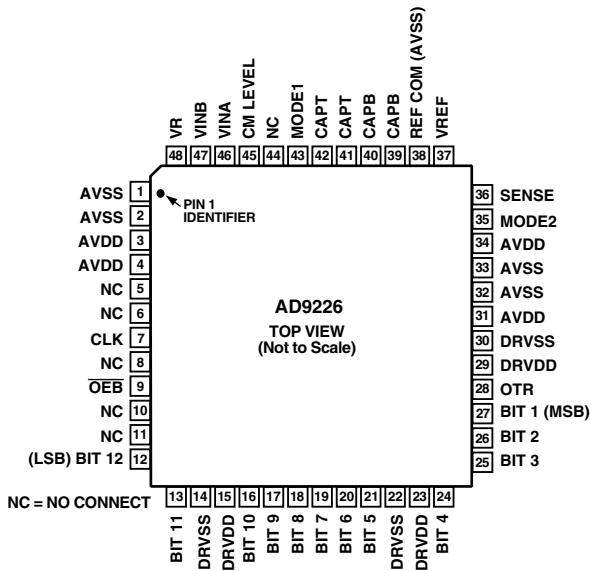 48 VR
47 VINB
46 VINA
45 CM LEVEL
44 NC
43 MODE1
42 CAPT
41 CAPT
40 CAPB
39 CAPB
38 REF COM (AVSS)
37 VREF
AVSS 1
AVSS 2
AVDD 3
AVDD 4
NC 5
NC 6
CLK 7
NC 8
OEB 9
NC 10
NC 11
(LSB) BIT 12 12
PIN 1
IDENTIFIER
AD9226
TOP VIEW
(Not to Scale)
36 SENSE
35 MODE2
34 AVDD
33 AVSS
32 AVSS
31 AVDD
30 DRVSS
29 DRVDD
28 OTR
27 BIT 1 (MSB)
26 BIT 2
25 BIT 3
NC = NO CONNECT
13 BIT 11
14 DRVSS
15 DRVDD
16 BIT 10
17 BIT 9
18 BIT 8
19 BIT 7
20 BIT 6
21 BIT 5
22 DRVSS
23 DRVDD
24 BIT 4